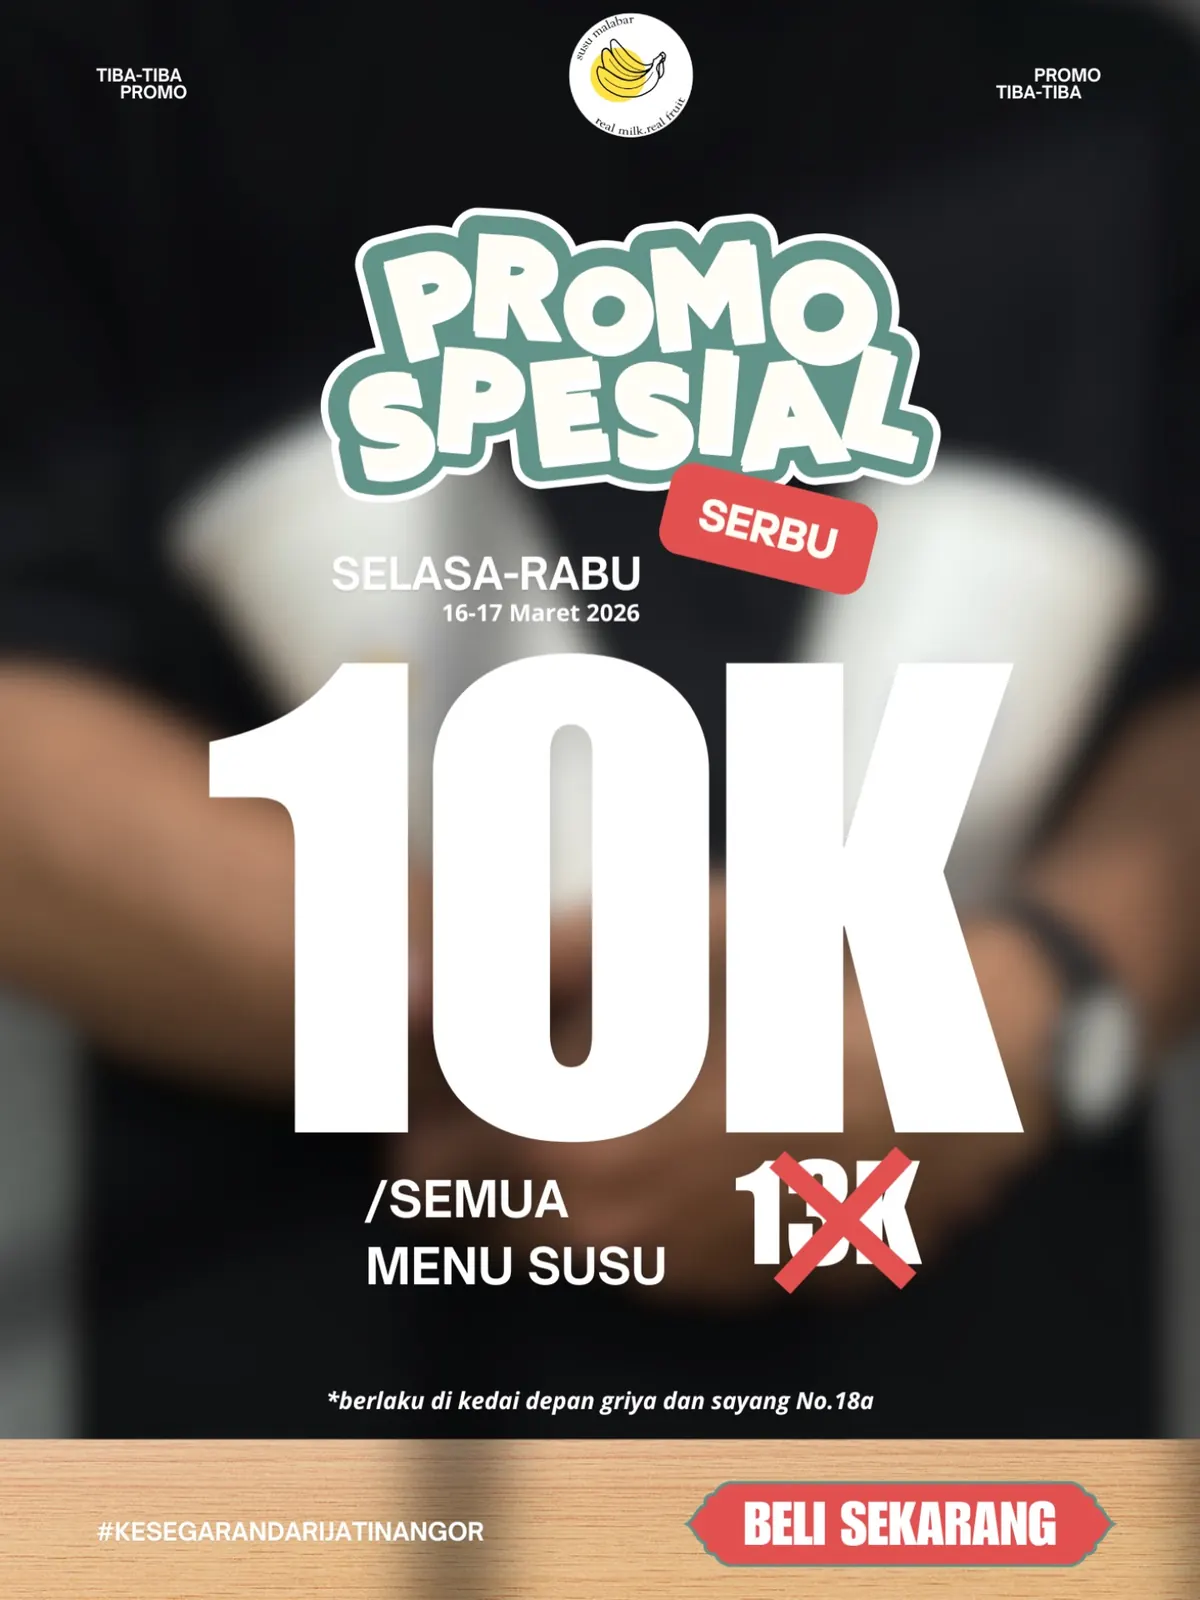 TIBA-TIBA
PROMO
susu malabar
real milk.real fruit
PROMO
TIBA-TIBA
PROMO
SPESIAL
SERBU
SELASA-RABU
16-17 Maret 2026
10K
/SEMUA
MENU SUSU
13K
*berlaku di kedai depan griya dan sayang No.18a
#KESEGARANDARIJATINANGOR
BELI SEKARANG